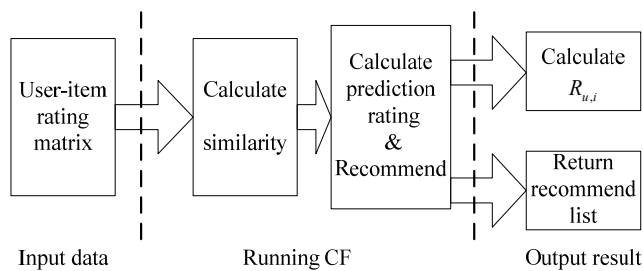 User-item
rating
matrix
Calculate
similarity
Calculate
prediction
rating
&
Recommend
Calculate
R_{u,i}
Return
recommend
list
Input data
Running CF
Output result